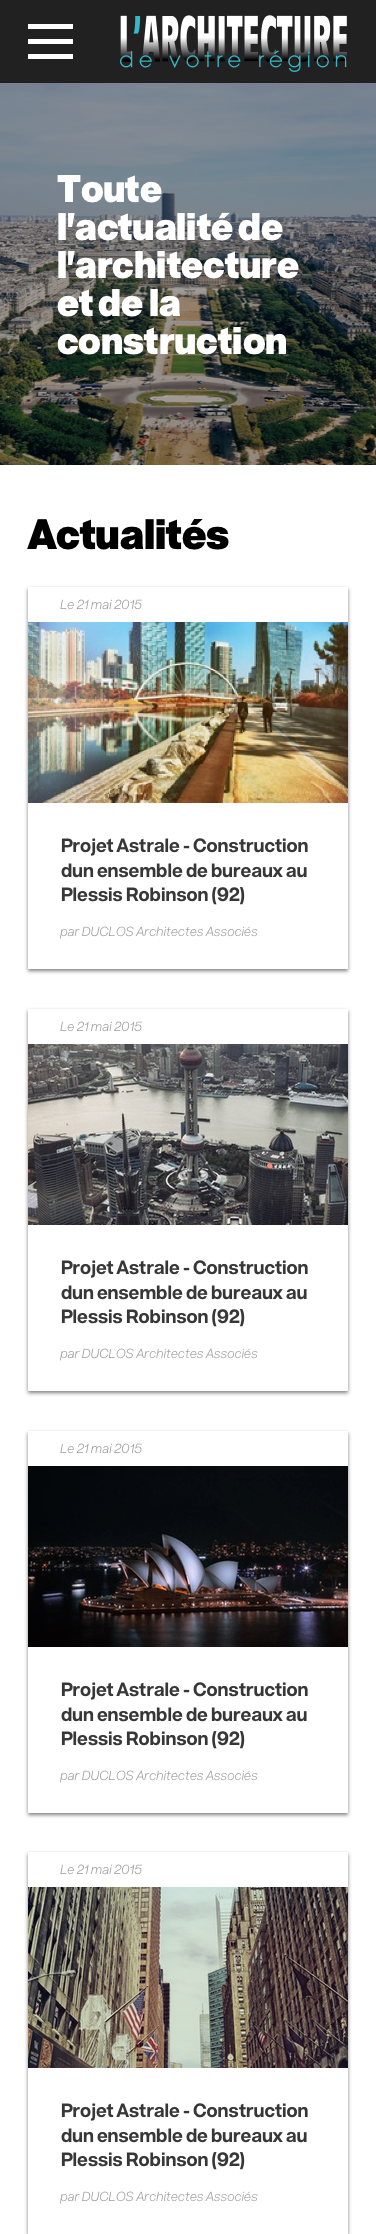 L'ARCHITECTURE
de votre région
Toute
l'actualité de
l'architecture
et de la
construction
Actualités
Le 21 mai 2015
Projet Astrale - Construction
dun ensemble de bureaux au
Plessis Robinson (92)
par DUCLOS Architectes Associés
Le 21 mai 2015
Projet Astrale - Construction
dun ensemble de bureaux au
Plessis Robinson (92)
par DUCLOS Architectes Associés
Le 21 mai 2015
Projet Astrale - Construction
dun ensemble de bureaux au
Plessis Robinson (92)
par DUCLOS Architectes Associés
Le 21 mai 2015
Projet Astrale - Construction
dun ensemble de bureaux au
Plessis Robinson (92)
par DUCLOS Architectes Associés